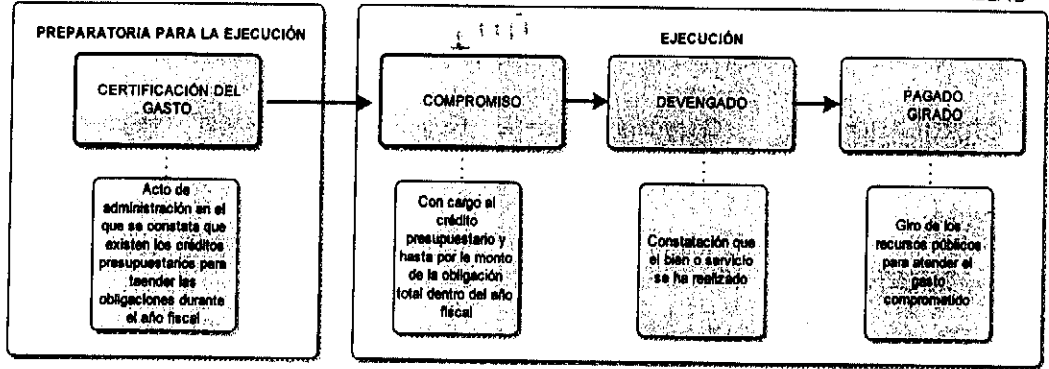 PREPARATORIA PARA LA EJECUCIÓN
CERTIFICACIÓN DEL
GASTO
Acto de
administración en el
que se constata que
existen los créditos
presupuestarios para
taender las
obligaciones durante
el año fiscal
EJECUCIÓN
COMPROMISO
Con cargo al
crédito
presupuestario y
hasta por le monto
de la obligación
total dentro del año
fiscal
DEVENGADO
Constatación que
el bien o servicio
se ha realizado
PAGADO
GIRADO
Giro de los
recursos públicos
para atender el
gasto
comprometido